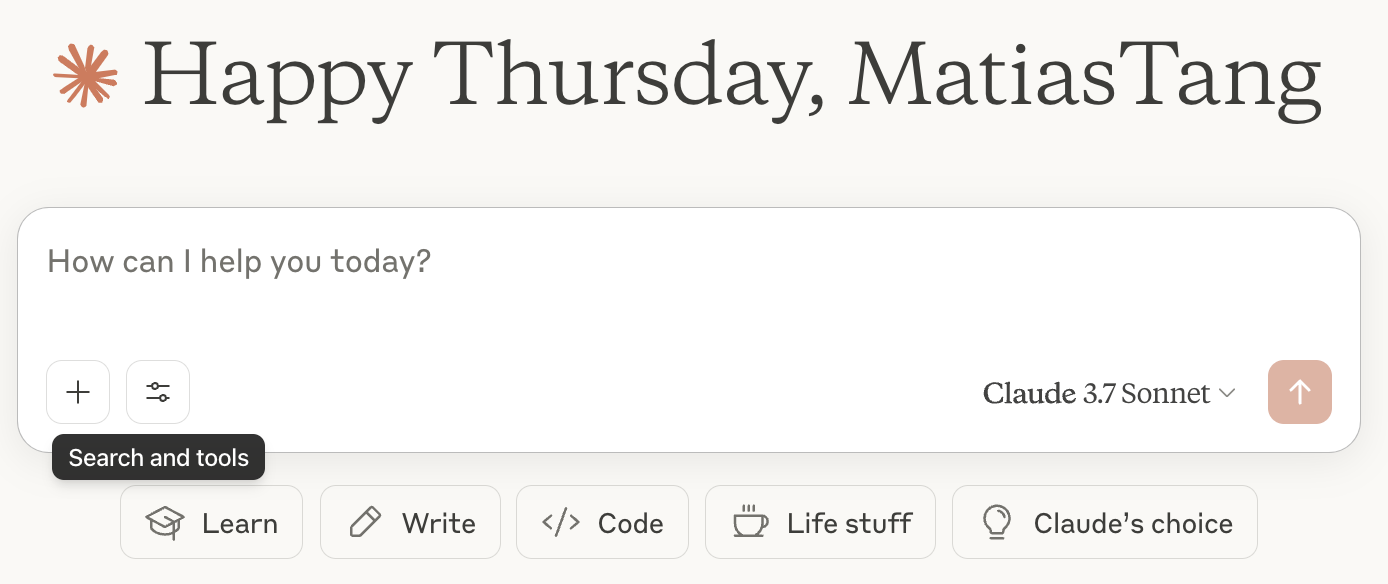 Happy Thursday, MatiasTang
How can I help you today?
Claude 3.7 Sonnet
Search and tools
Learn
Write
Code
Life stuff
Claude’s choice